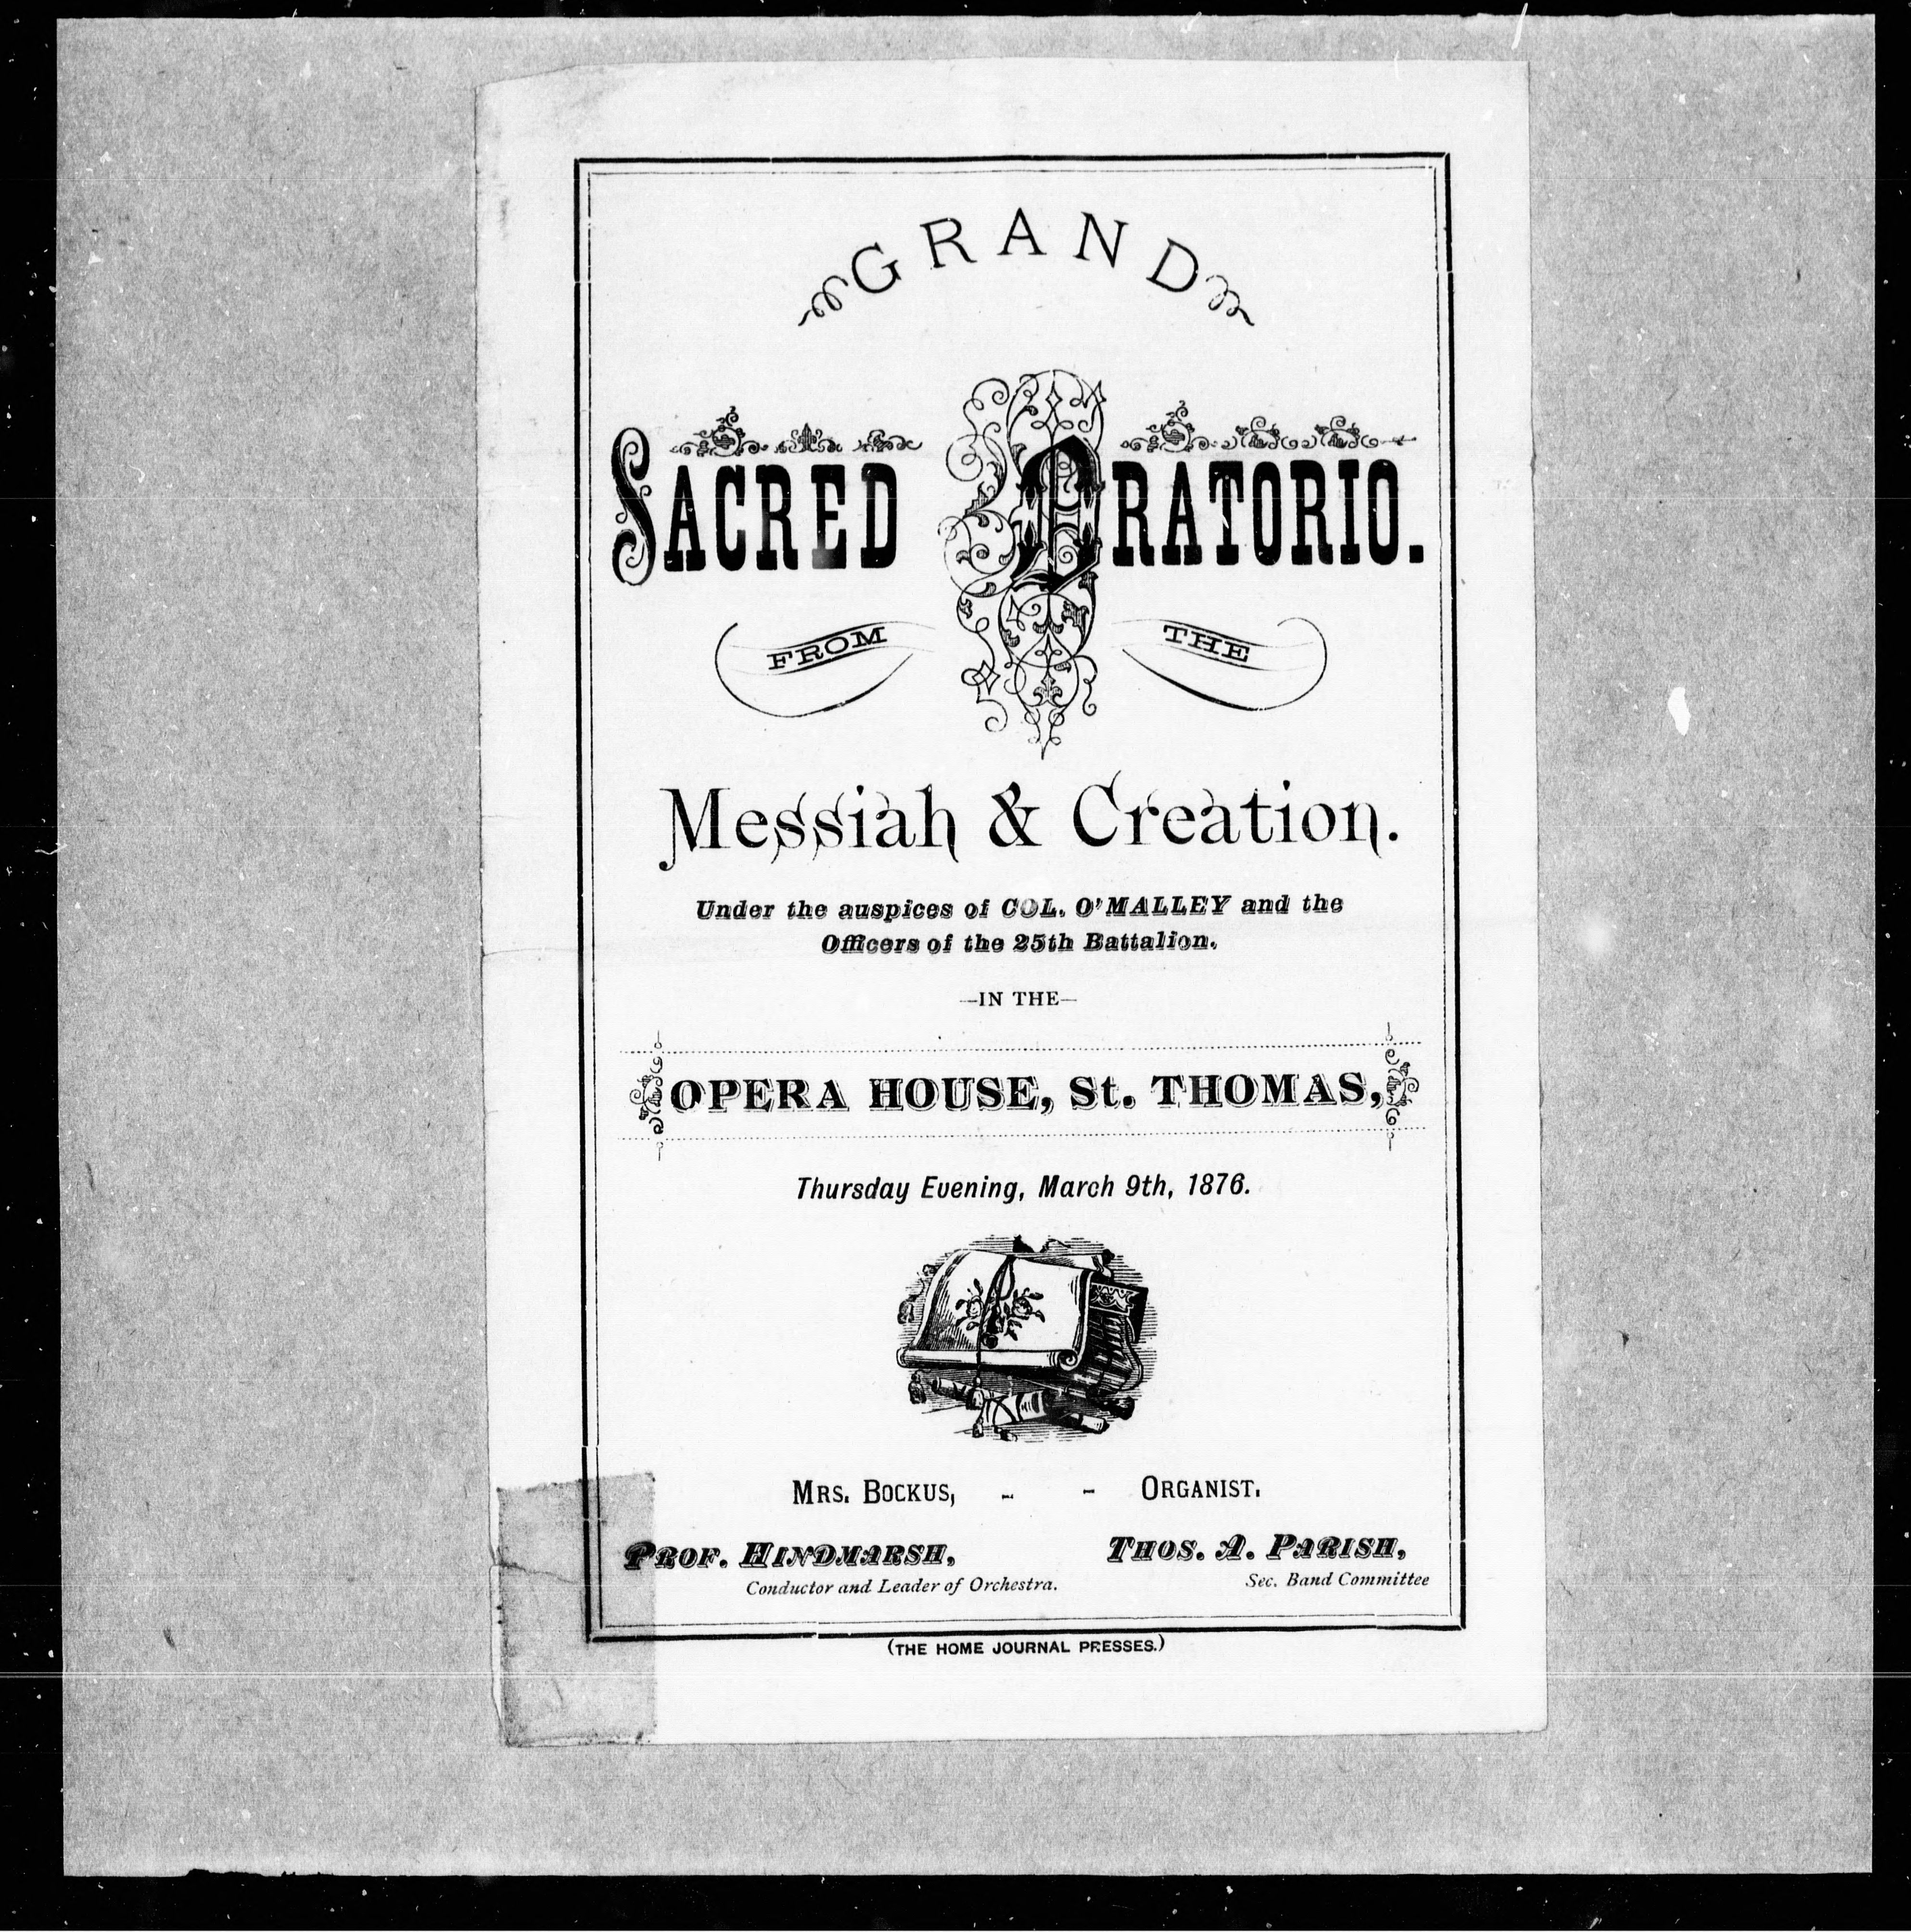 GRAND
SACRED ORATORIO.
FROM THE
Messiah & Creation.
Under the auspices of COL. O'MALLEY and the
Officers of the 25th Battalion.
—IN THE—
OPERA HOUSE, St. THOMAS,
Thursday Evening, March 9th, 1876.
MRS. BOCKUS, - - ORGANIST.
PROF. HINDMARSH, THOS. A. PARISH,
Conductor and Leader of Orchestra. Sec. Band Committee
(THE HOME JOURNAL PRESSES.)